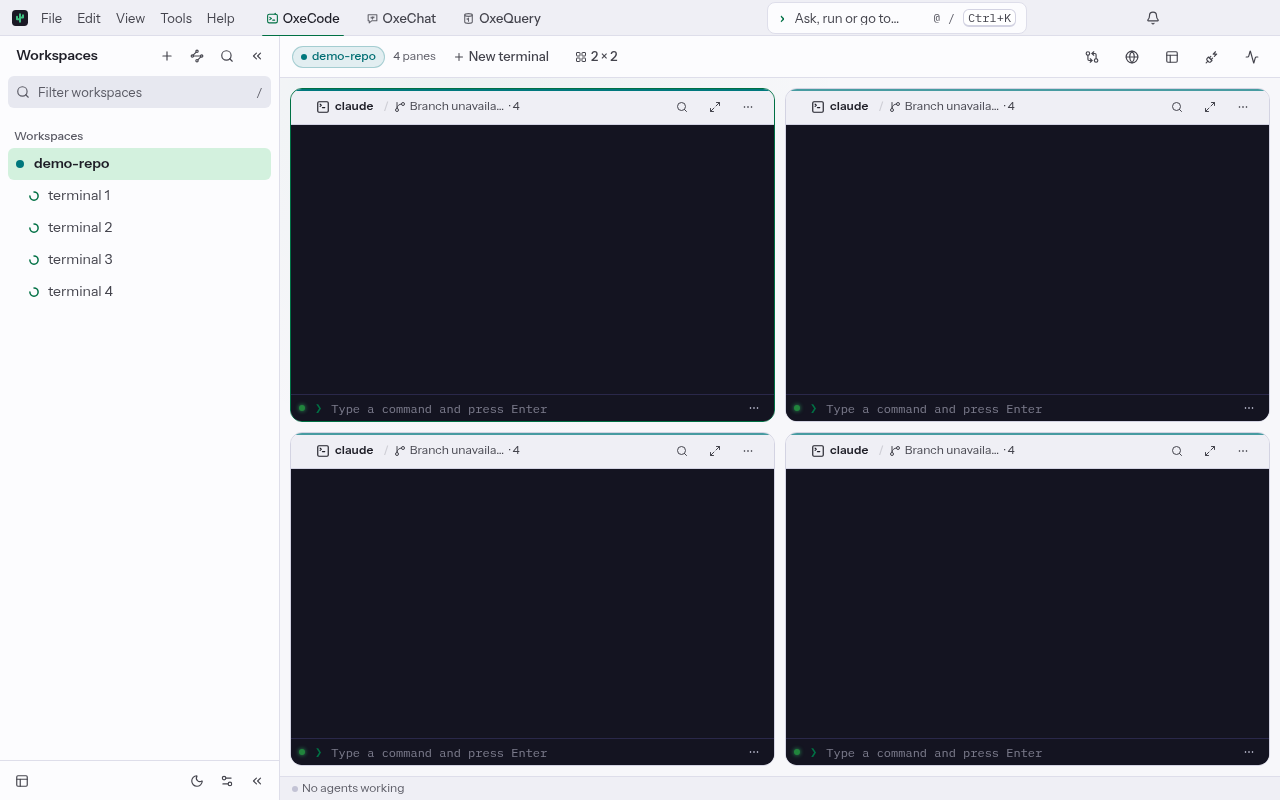 File Edit View Tools Help OxeCode OxeChat OxeQuery Ask, run or go to... @ / Ctrl+K
Workspaces
Filter workspaces /
Workspaces
demo-repo
terminal 1
terminal 2
terminal 3
terminal 4
demo-repo 4 panes New terminal 2 × 2
claude / Branch unavaila... · 4
Type a command and press Enter
claude / Branch unavaila... · 4
Type a command and press Enter
claude / Branch unavaila... · 4
Type a command and press Enter
claude / Branch unavaila... · 4
Type a command and press Enter
No agents working